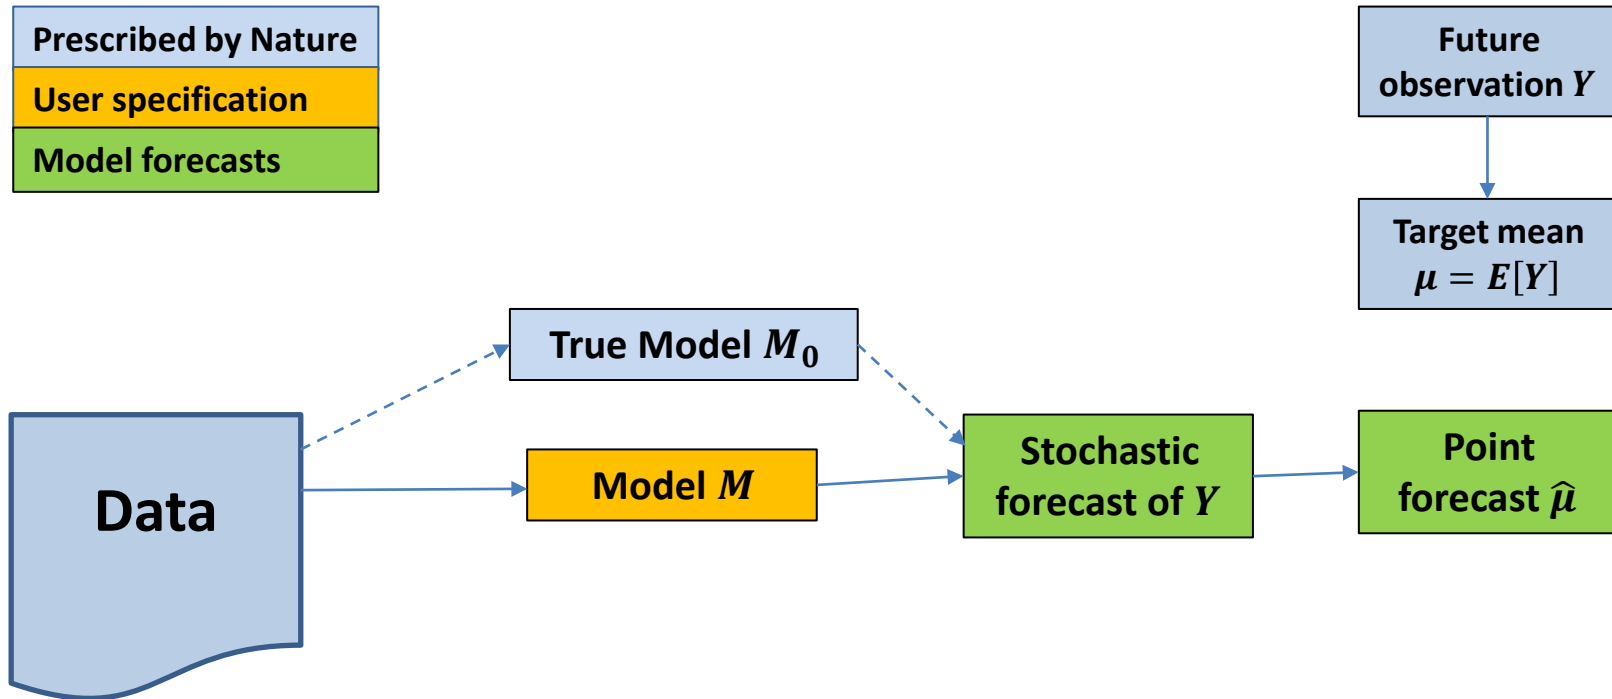 Prescribed by Nature
User specification
Model forecasts
Future
observation Y
Target mean
μ = E[Y]
True Model M₀
Model M
Data
Stochastic
forecast of Y
Point
forecast μ̂